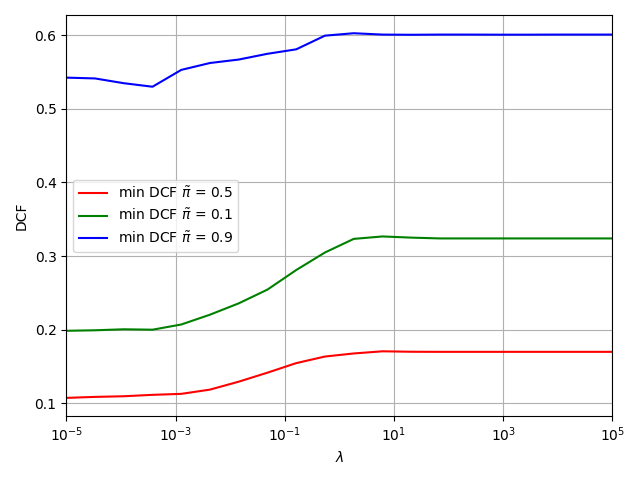 0.6
0.5
0.4
0.3
0.2
0.1
DCF
min DCF π̃ = 0.5
min DCF π̃ = 0.1
min DCF π̃ = 0.9
10⁻⁵ 10⁻³ 10⁻¹ 10¹ 10³ 10⁵
λ